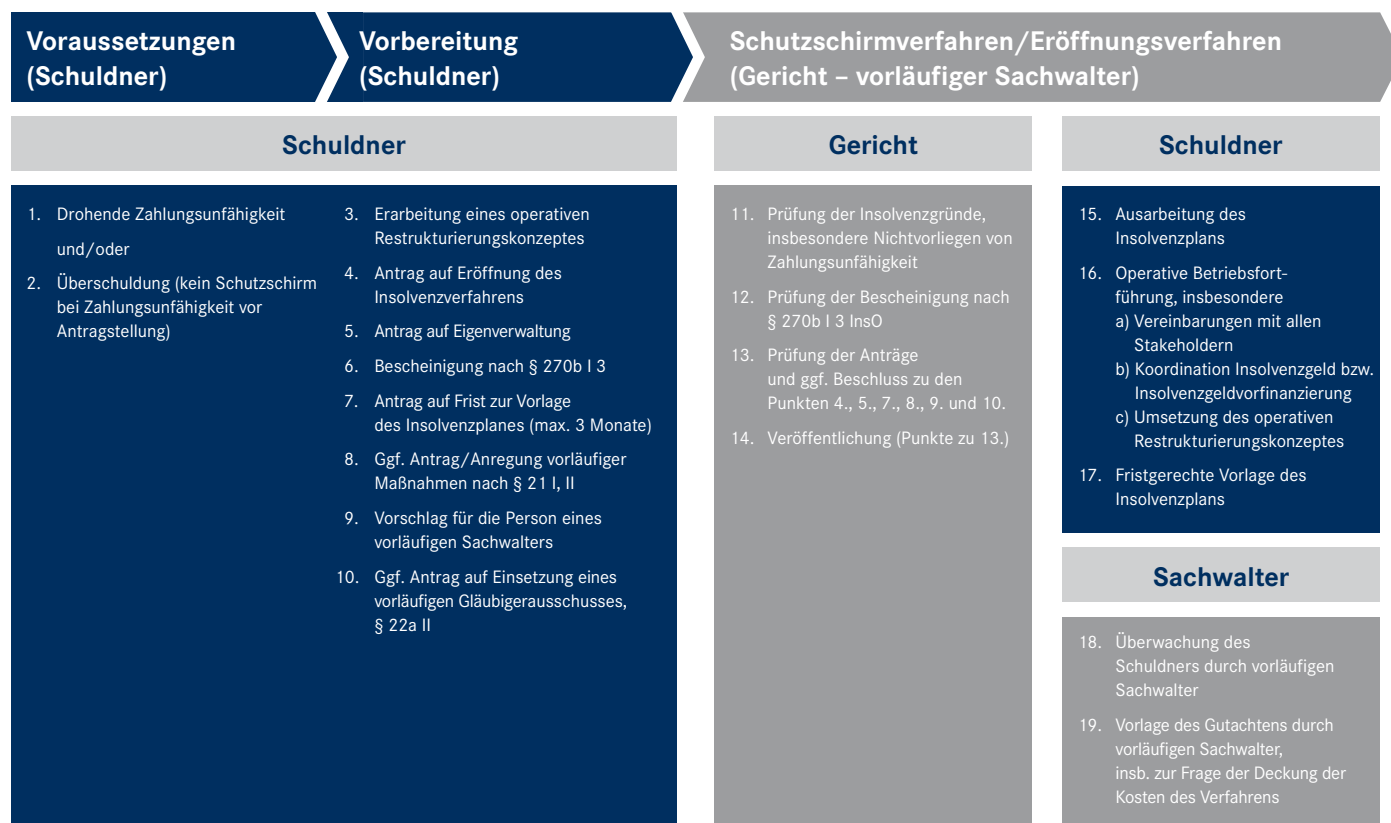 Voraussetzungen
(Schuldner)
Vorbereitung
(Schuldner)
Schutzschirmverfahren/Eröffnungsverfahren
(Gericht – vorläufiger Sachwalter)
Schuldner
1. Drohende Zahlungsunfähigkeit
und/oder
2. Überschuldung (kein Schutzschirm
bei Zahlungsunfähigkeit vor
Antragstellung)
3. Erarbeitung eines operativen
Restrukturierungskonzeptes
4. Antrag auf Eröffnung des
Insolvenzverfahrens
5. Antrag auf Eigenverwaltung
6. Bescheinigung nach § 270b I 3
7. Antrag auf Frist zur Vorlage
des Insolvenzplanes (max. 3 Monate)
8. Ggf. Antrag/Anregung vorläufiger
Maßnahmen nach § 21 I, II
9. Vorschlag für die Person eines
vorläufigen Sachwalters
10. Ggf. Antrag auf Einsetzung eines
vorläufigen Gläubigerausschusses,
§ 22a II
Gericht
11. Prüfung der Insolvenzgründe,
insbesondere Nichtvorliegen von
Zahlungsunfähigkeit
12. Prüfung der Bescheinigung nach
§ 270b I 3 InsO
13. Prüfung der Anträge
und ggf. Beschluss zu den
Punkten 4., 5., 7., 8., 9. und 10.
14. Veröffentlichung (Punkte zu 13.)
Schuldner
15. Ausarbeitung des
Insolvenzplans
16. Operative Betriebsfort-
führung, insbesondere
a) Vereinbarungen mit allen
Stakeholdern
b) Koordination Insolvenzgeld bzw.
Insolvenzgeldvorfinanzierung
c) Umsetzung des operativen
Restrukturierungskonzeptes
17. Fristgerechte Vorlage des
Insolvenzplans
Sachwalter
18. Überwachung des
Schuldners durch vorläufigen
Sachwalter
19. Vorlage des Gutachtens durch
vorläufigen Sachwalter,
insb. zur Frage der Deckung der
Kosten des Verfahrens